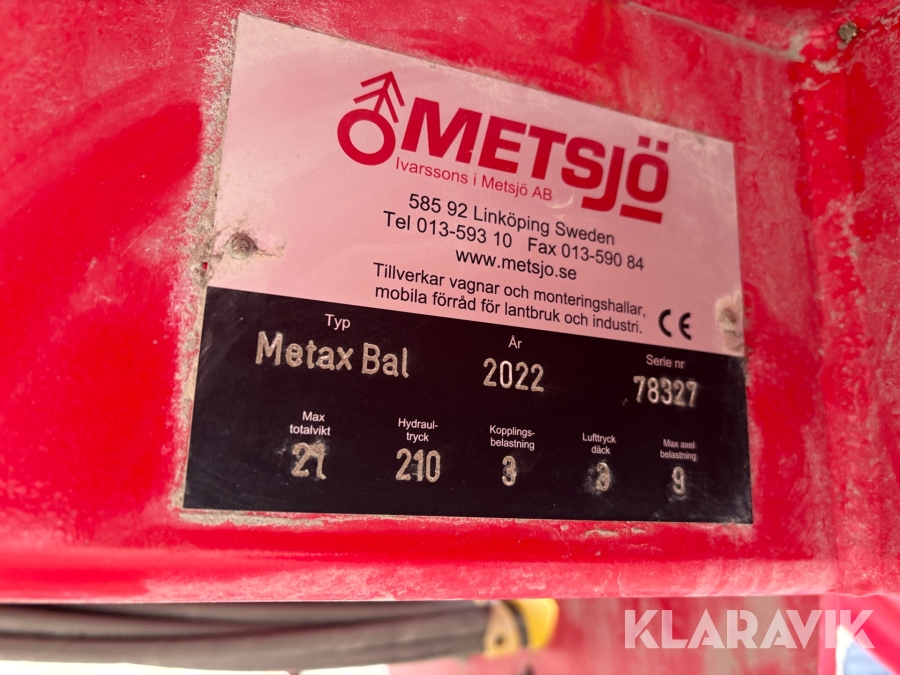 METSJÖ
Ivarssons i Metsjö AB
585 92 Linköping Sweden
Tel 013-593 10 Fax 013-590 84
www.metsjo.se
Tillverkar vagnar och monteringshallar,
mobila förråd för lantbruk och industri.
CE
Typ
Metax Bal
År
2022
Serie nr
78327
Max
totalvikt
21
Hydraul-
tryck
210
Kopplings-
belastning
3
Lufttryck
däck
3
Max axel
belastning
9
KLARAVIK